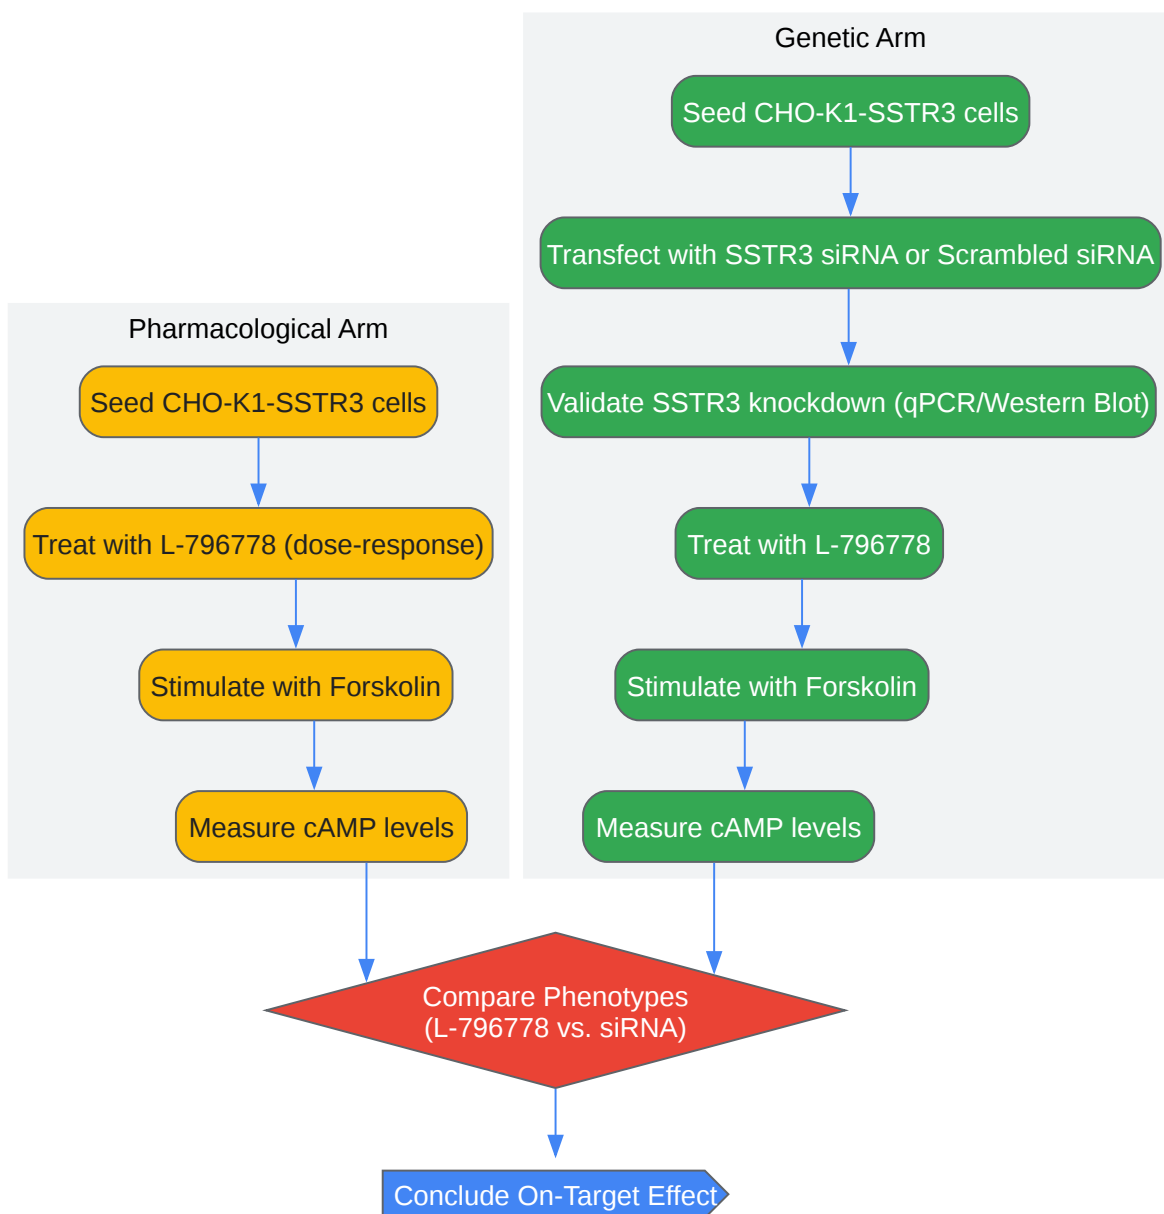 Genetic Arm
Seed CHO-K1-SSTR3 cells
Transfect with SSTR3 siRNA or Scrambled siRNA
Validate SSTR3 knockdown (qPCR/Western Blot)
Treat with L-796778
Stimulate with Forskolin
Measure cAMP levels
Pharmacological Arm
Seed CHO-K1-SSTR3 cells
Treat with L-796778 (dose-response)
Stimulate with Forskolin
Measure cAMP levels
Compare Phenotypes
(L-796778 vs. siRNA)
Conclude On-Target Effect